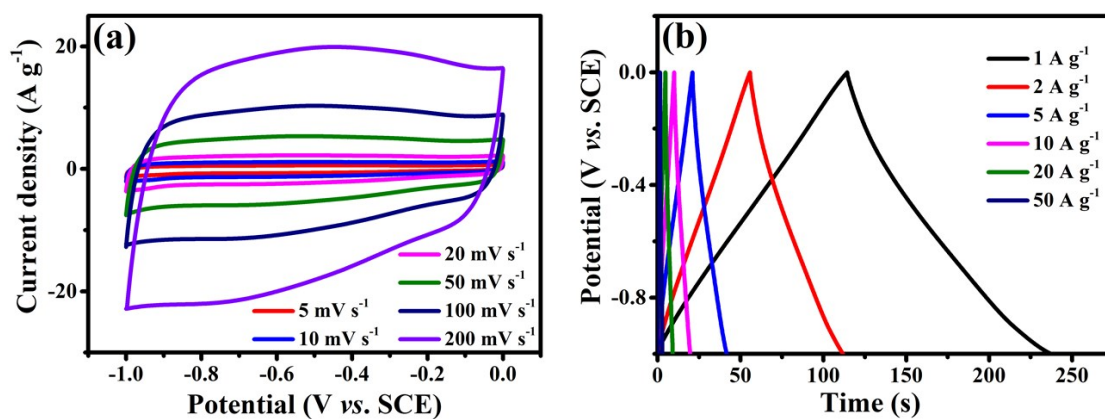 (a)
Current density (A g⁻¹)
20
0
-20
20 mV s⁻¹
50 mV s⁻¹
5 mV s⁻¹
100 mV s⁻¹
10 mV s⁻¹
200 mV s⁻¹
-1.0 -0.8 -0.6 -0.4 -0.2 0.0
Potential (V vs. SCE)
(b)
Potential (V vs. SCE)
0.0
-0.4
-0.8
1 A g⁻¹
2 A g⁻¹
5 A g⁻¹
10 A g⁻¹
20 A g⁻¹
50 A g⁻¹
0 50 100 150 200 250
Time (s)